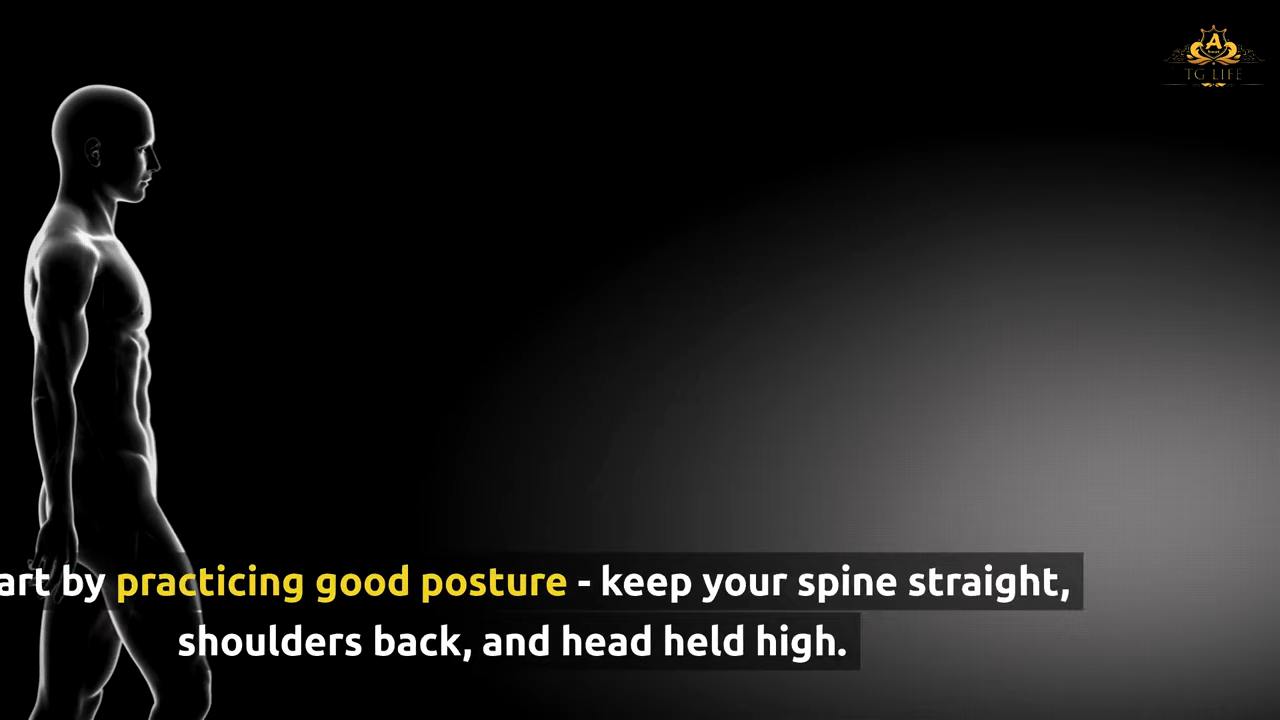 A
TG LIFE
art by practicing good posture - keep your spine straight,
shoulders back, and head held high.